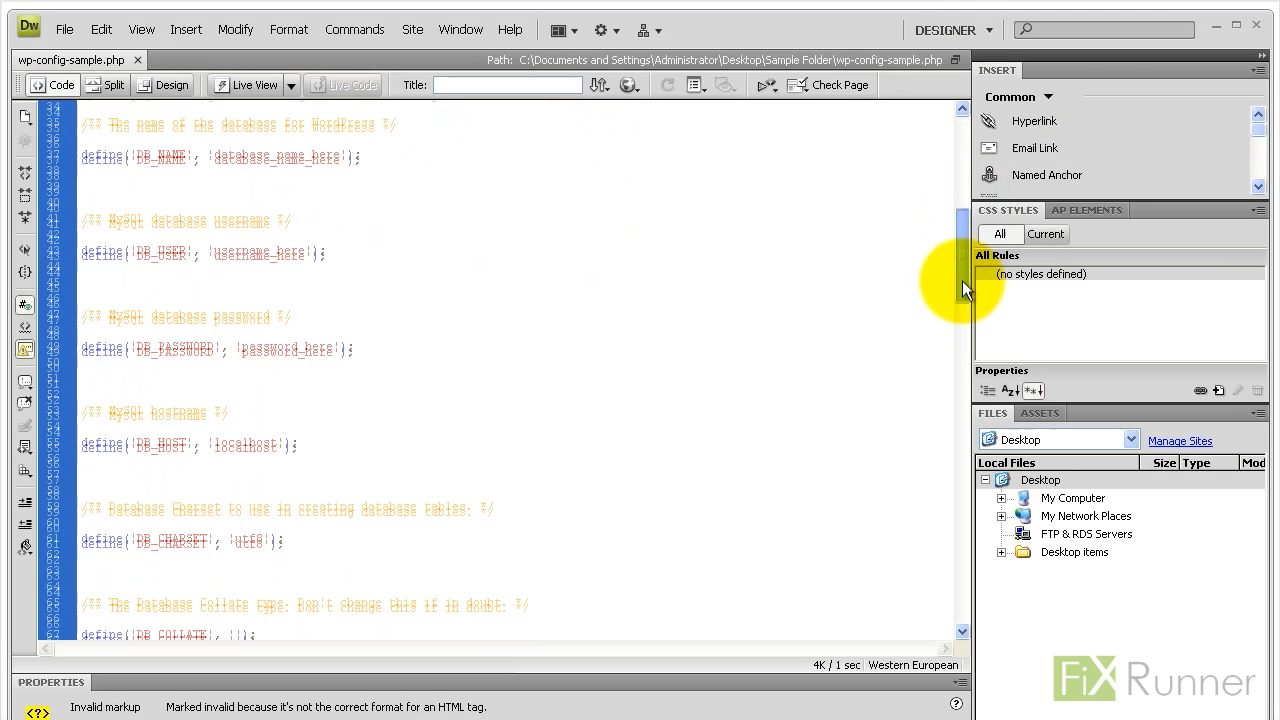 Dw File Edit View Insert Modify Format Commands Site Window Help DESIGNER
wp-config-sample.php Path: C:\Documents and Settings\Administrator\Desktop\Sample Folder\wp-config-sample.php
Code Split Design Live View Live Code Title: Check Page
/** The name of the database for WordPress */
define('DB_NAME', 'database_name_here');
/** MySQL database username */
define('DB_USER', 'username_here');
/** MySQL database password */
define('DB_PASSWORD', 'password_here');
/** MySQL hostname */
define('DB_HOST', 'localhost');
/** Database Charset to use in creating database tables. */
define('DB_CHARSET', 'utf8');
/** The Database Collate type. Don't change this if in doubt. */
define('DB_COLLATE', '');
4K / 1 sec Western European
PROPERTIES
<?> Invalid markup Marked invalid because it's not the correct format for an HTML tag.
INSERT
Common
Hyperlink
Email Link
Named Anchor
CSS STYLES AP ELEMENTS
All Current
All Rules
(no styles defined)
Properties
FILES ASSETS
Desktop Manage Sites
Local Files Size Type Mod
Desktop
My Computer
My Network Places
FTP & RDS Servers
Desktop items
FiX Runner